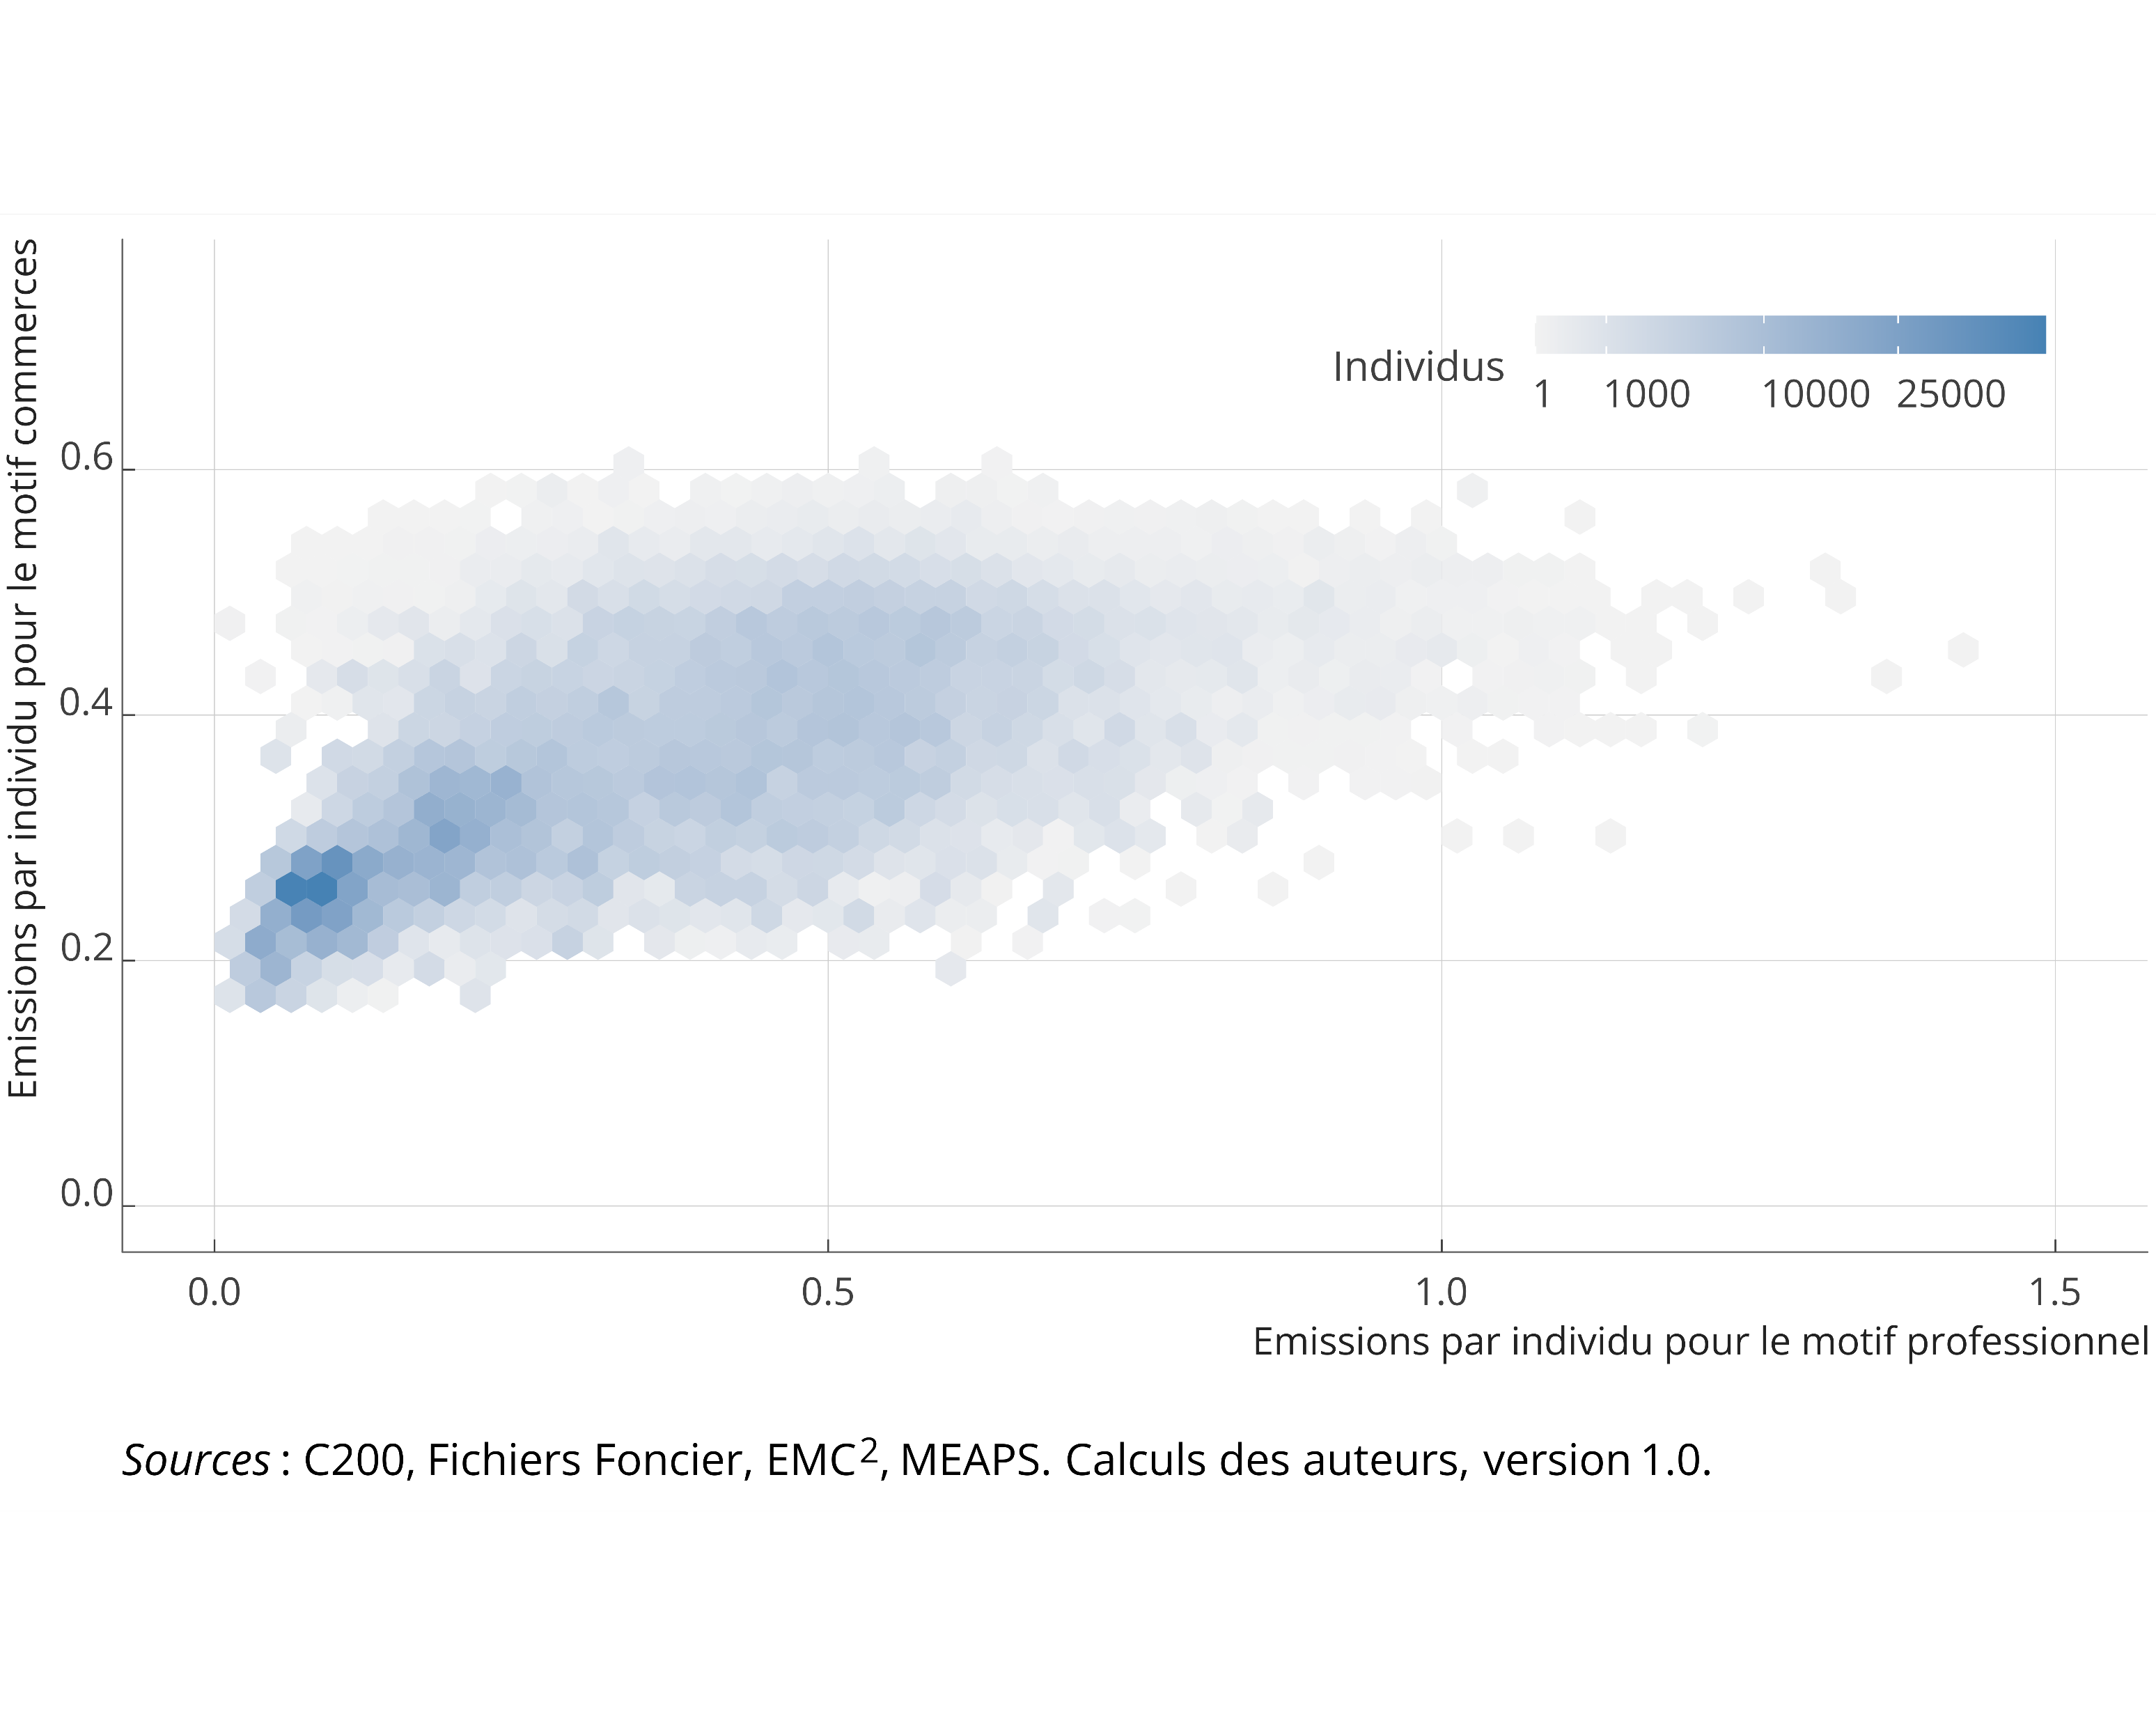 Emissions par individu pour le motif commerces
Individus
1 1000 10000 25000
0.6
0.4
0.2
0.0
0.0 0.5 1.0 1.5
Emissions par individu pour le motif professionnel
Sources : C200, Fichiers Foncier, EMC², MEAPS. Calculs des auteurs, version 1.0.